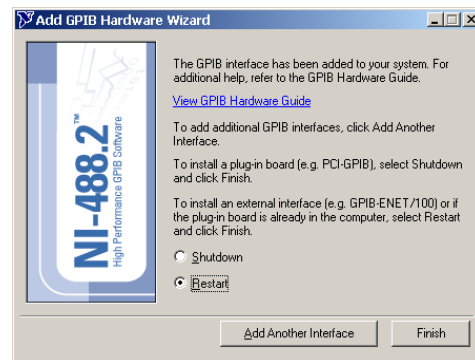 Add GPIB Hardware Wizard
NI-488.2™
High Performance GPIB Software
The GPIB interface has been added to your system. For
additional help, refer to the GPIB Hardware Guide.
View GPIB Hardware Guide
To add additional GPIB interfaces, click Add Another
Interface.
To install a plug-in board (e.g. PCI-GPIB), select Shutdown
and click Finish.
To install an external interface (e.g. GPIB-ENET/100) or if
the plug-in board is already in the computer, select Restart
and click Finish.
Shutdown
Restart
Add Another Interface
Finish